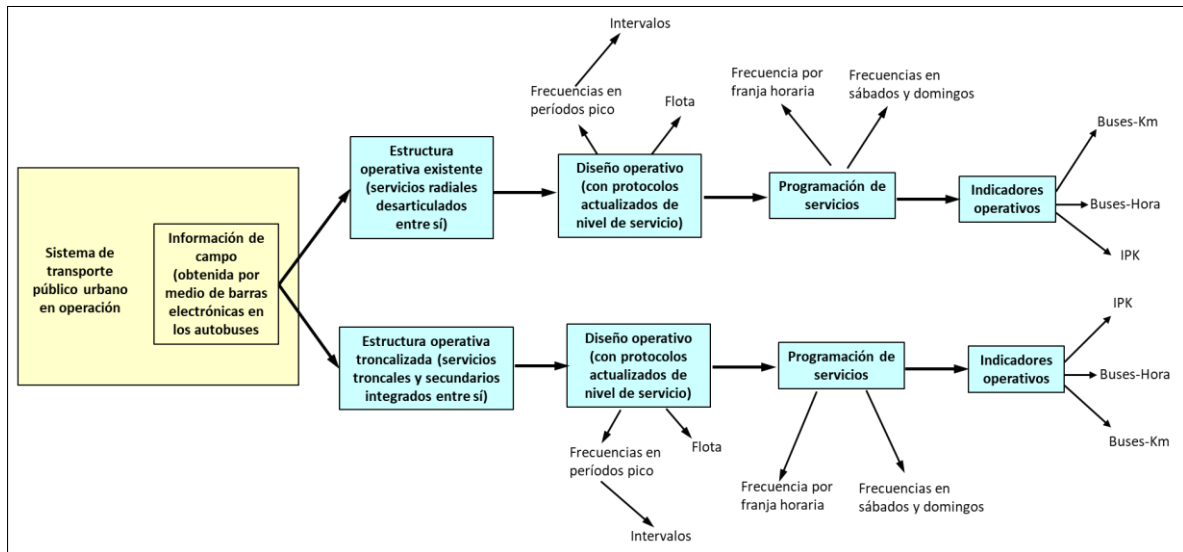 Sistema de
transporte
público urbano
en operación
Información de
campo
(obtenida por
medio de barras
electrónicas en
los autobuses
Estructura
operativa existente
(servicios radiales
desarticulados
entre sí)
Intervalos
Frecuencias en
períodos pico
Flota
Diseño operativo
(con protocolos
actualizados de
nivel de servicio)
Frecuencia por
franja horaria
Frecuencias en
sábados y domingos
Programación de
servicios
Indicadores
operativos
Buses-Km
Buses-Hora
IPK
Estructura operativa
troncalizada (servicios
troncales y secundarios
integrados entre sí)
Diseño operativo
(con protocolos
actualizados de
nivel de servicio)
Frecuencias en
períodos pico
Flota
Intervalos
Programación de
servicios
Frecuencia por
franja horaria
Frecuencias en
sábados y domingos
Indicadores
operativos
IPK
Buses-Hora
Buses-Km